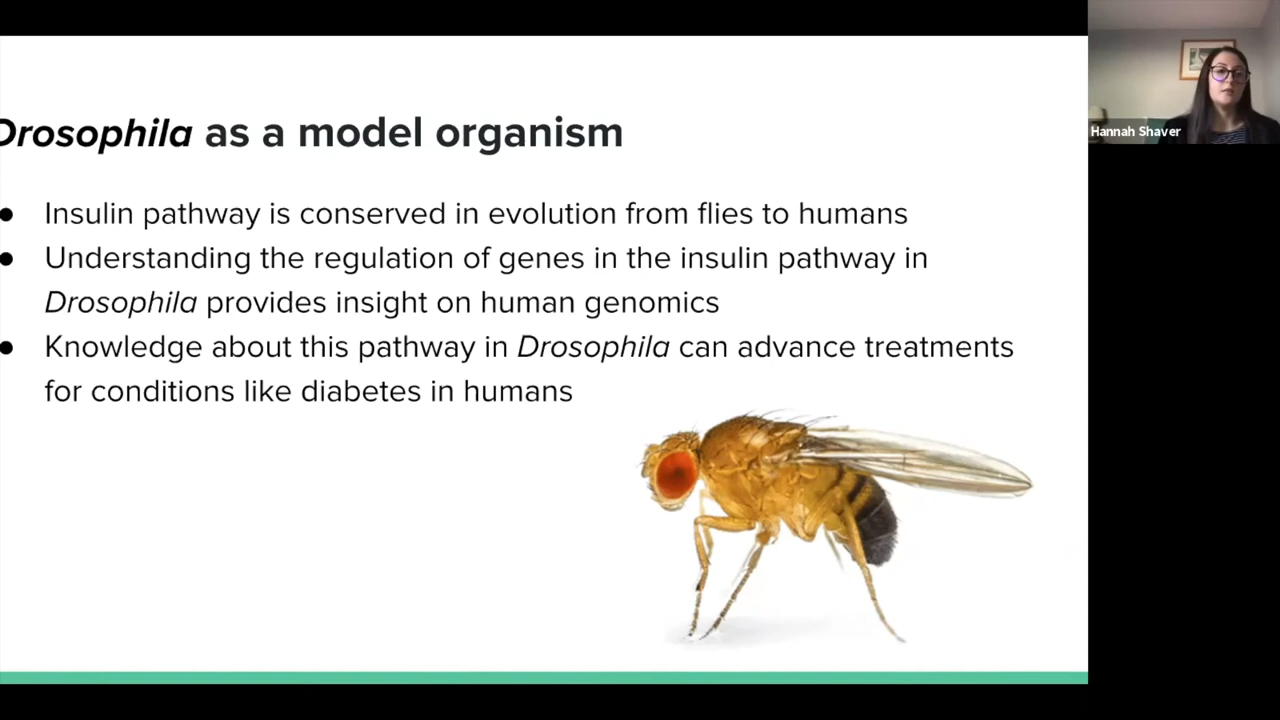 Drosophila as a model organism
● Insulin pathway is conserved in evolution from flies to humans
● Understanding the regulation of genes in the insulin pathway in
Drosophila provides insight on human genomics
● Knowledge about this pathway in Drosophila can advance treatments
for conditions like diabetes in humans
Hannah Shaver